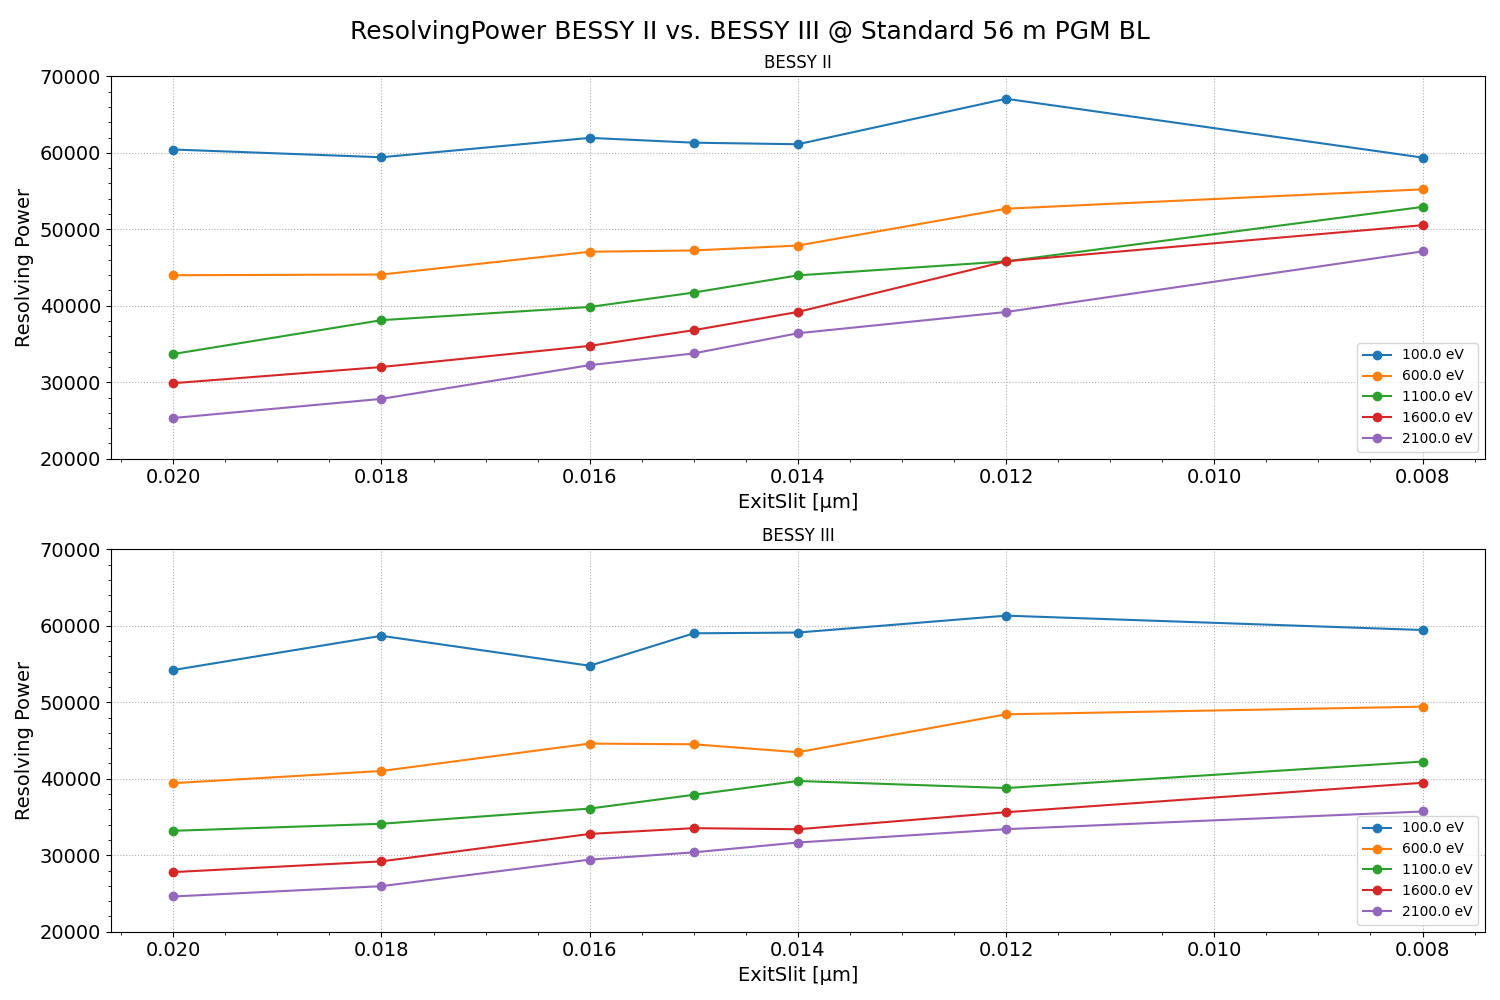 ResolvingPower BESSY II vs. BESSY III @ Standard 56 m PGM BL
BESSY II
70000
60000
50000
40000
30000
20000
Resolving Power
0.020 0.018 0.016 0.014 0.012 0.010 0.008
ExitSlit [µm]
100.0 eV
600.0 eV
1100.0 eV
1600.0 eV
2100.0 eV
BESSY III
70000
60000
50000
40000
30000
20000
Resolving Power
0.020 0.018 0.016 0.014 0.012 0.010 0.008
ExitSlit [µm]
100.0 eV
600.0 eV
1100.0 eV
1600.0 eV
2100.0 eV